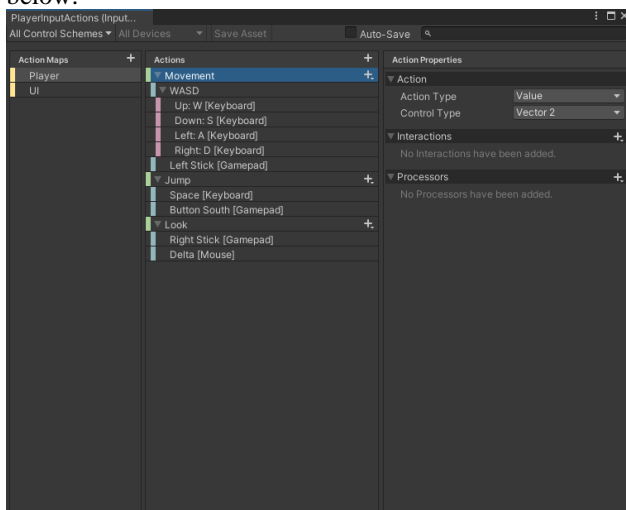 below.
PlayerInputActions (Input...
All Control Schemes All Devices Save Asset Auto-Save
Action Maps
Player
UI
Actions
Movement
WASD
Up: W [Keyboard]
Down: S [Keyboard]
Left: A [Keyboard]
Right: D [Keyboard]
Left Stick [Gamepad]
Jump
Space [Keyboard]
Button South [Gamepad]
Look
Right Stick [Gamepad]
Delta [Mouse]
Action Properties
Action
Action Type Value
Control Type Vector 2
Interactions
No Interactions have been added.
Processors
No Processors have been added.